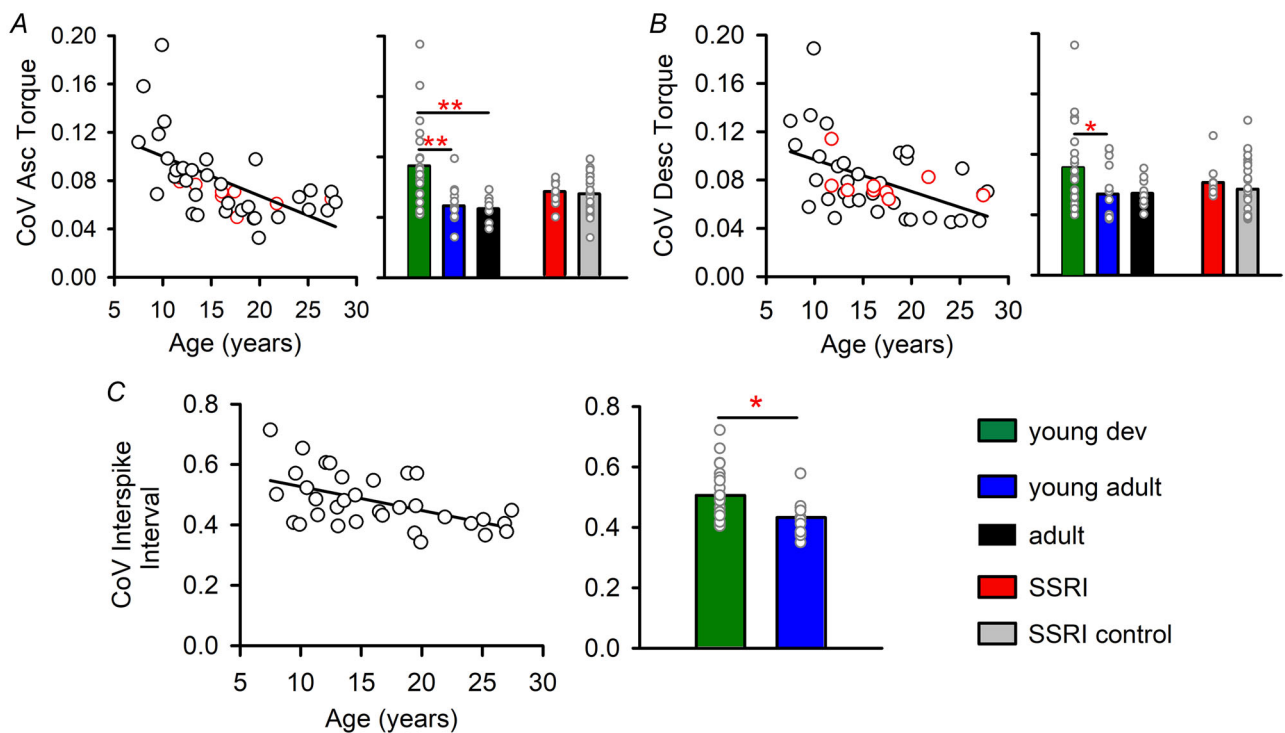 A
CoV Asc Torque
0.20
0.16
0.12
0.08
0.04
0.00
5 10 15 20 25 30
Age (years)
**
**
B
CoV Desc Torque
0.20
0.16
0.12
0.08
0.04
0.00
5 10 15 20 25 30
Age (years)
*
C
CoV Interspike
Interval
0.8
0.6
0.4
0.2
0.0
5 10 15 20 25 30
Age (years)
0.8
0.6
0.4
0.2
0.0
*
young dev
young adult
adult
SSRI
SSRI control